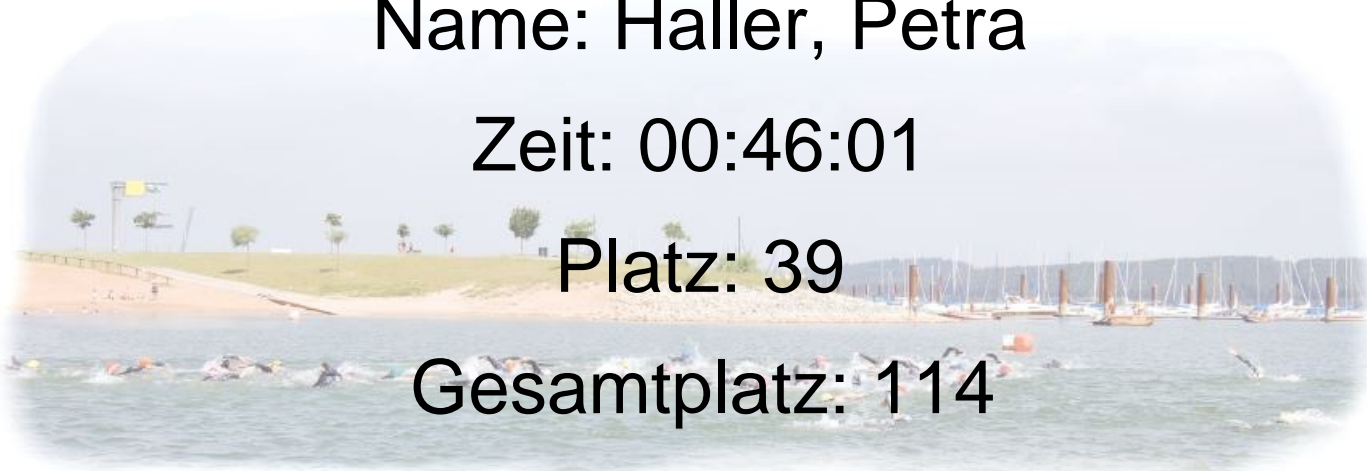 Name: Haller, Petra
Zeit: 00:46:01
Platz: 39
Gesamtplatz: 114